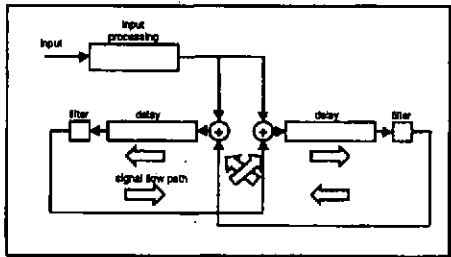 input
processing
input
filter
delay
delay
filter
+
+
signal flow path